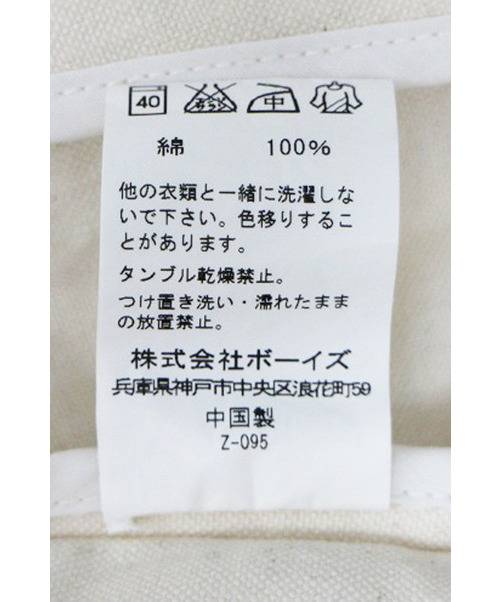 40 中
綿 100%
他の衣類と一緒に洗濯しな
いで下さい。色移りするこ
とがあります。
タンブル乾燥禁止。
つけ置き洗い・濡れたまま
の放置禁止。
株式会社ボーイズ
兵庫県神戸市中央区浪花町59
中国製
Z-095